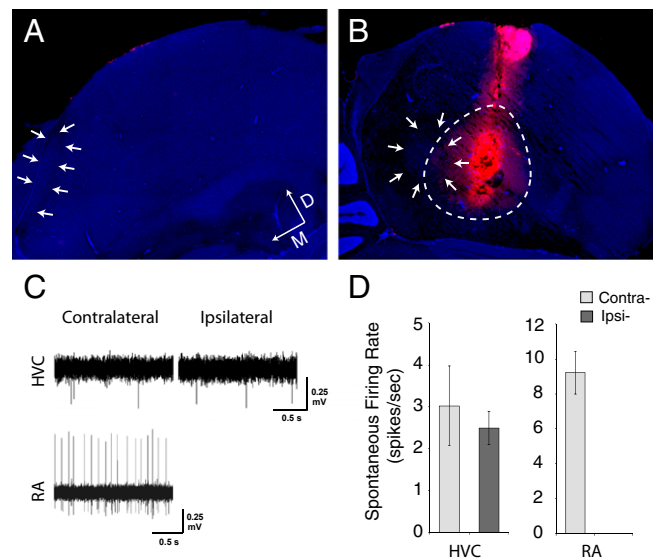 A
B
D
M
C
Contralateral Ipsilateral
HVC
0.25
mV
0.5 s
RA
0.25
mV
0.5 s
D
Contra-
Ipsi-
Spontaneous Firing Rate
(spikes/sec)
5
4
3
2
1
0
HVC
12
10
8
6
4
2
0
RA